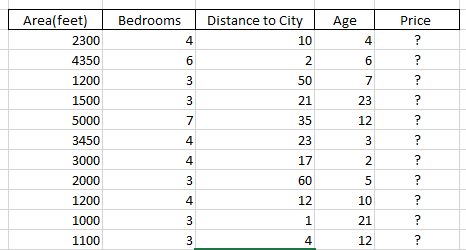 Area(feet) Bedrooms Distance to City Age Price
2300 4 10 4 ?
4350 6 2 6 ?
1200 3 50 7 ?
1500 3 21 23 ?
5000 7 35 12 ?
3450 4 23 3 ?
3000 4 17 2 ?
2000 3 60 5 ?
1200 4 12 10 ?
1000 3 1 21 ?
1100 3 4 12 ?